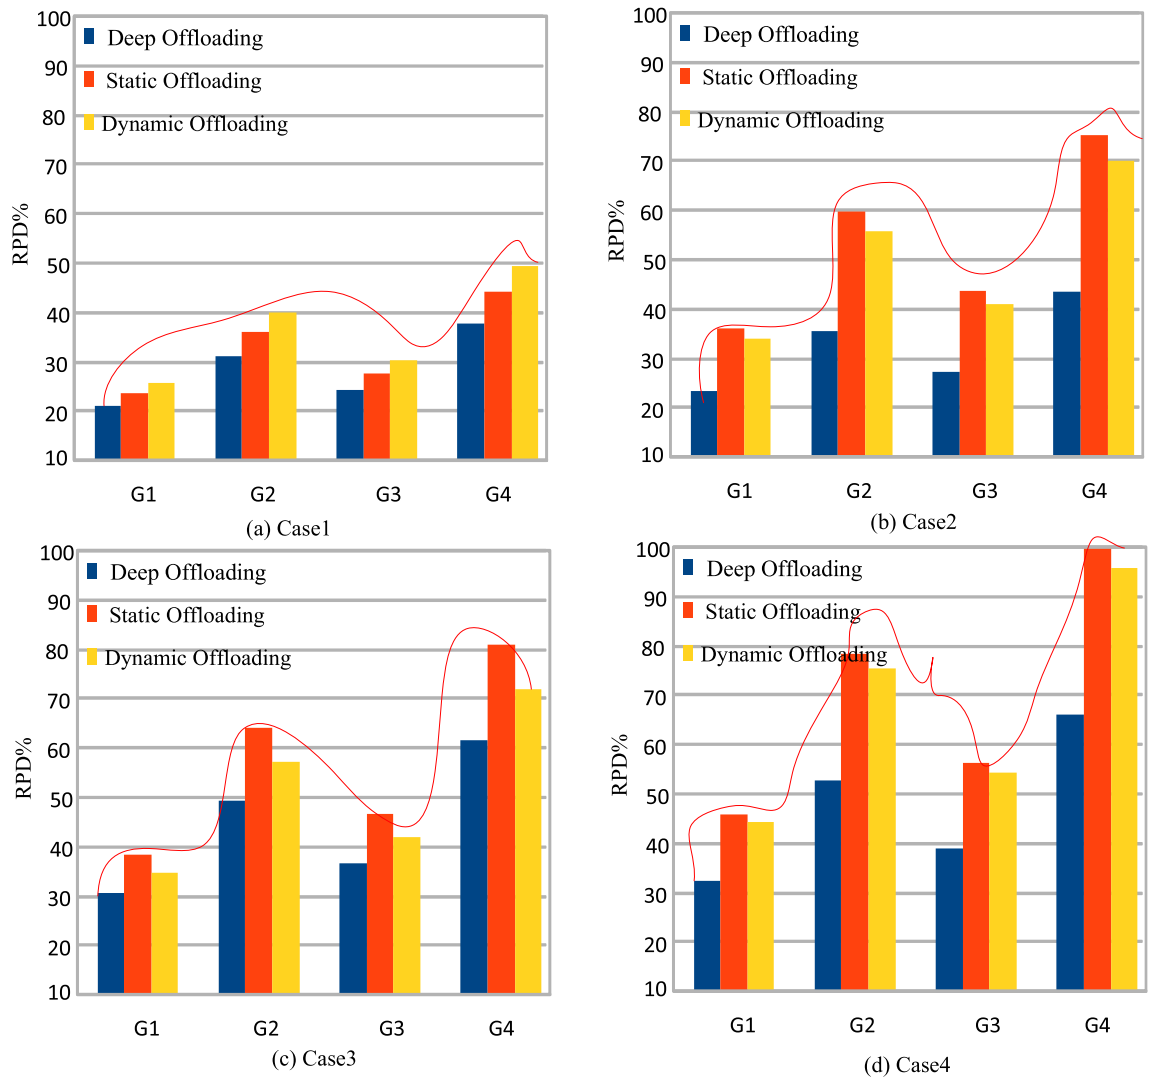 100
90
80
70
60
50
40
30
20
10
RPD%
Deep Offloading
Static Offloading
Dynamic Offloading
G1 G2 G3 G4
(a) Case1
100
90
80
70
60
50
40
30
20
10
RPD%
Deep Offloading
Static Offloading
Dynamic Offloading
G1 G2 G3 G4
(b) Case2
100
90
80
70
60
50
40
30
20
10
RPD%
Deep Offloading
Static Offloading
Dynamic Offloading
G1 G2 G3 G4
(c) Case3
100
90
80
70
60
50
40
30
20
10
RPD%
Deep Offloading
Static Offloading
Dynamic Offloading
G1 G2 G3 G4
(d) Case4